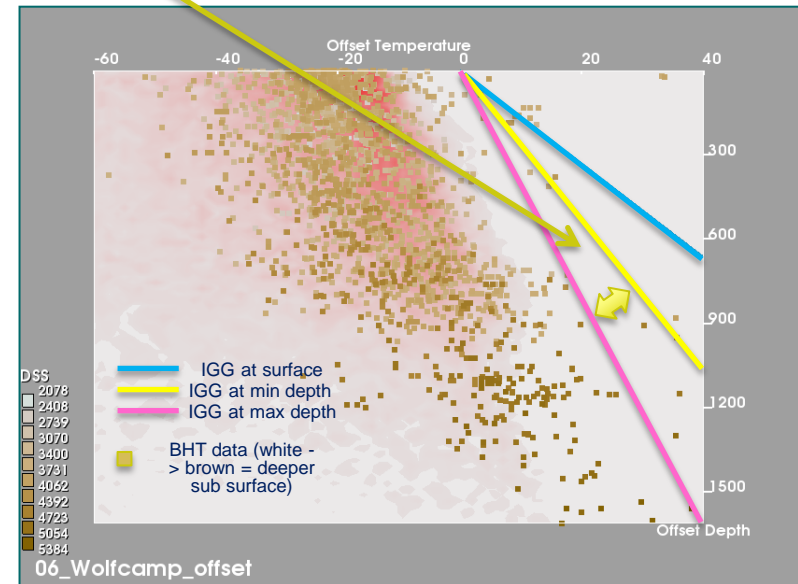 Offset Temperature
-60 -40 -20 0 20 40
300
600
900
1200
1500
Offset Depth
IGG at surface
IGG at min depth
IGG at max depth
BHT data (white -
> brown = deeper
sub surface)
DSS
2078
2408
2739
3070
3400
3731
4062
4392
4723
5054
5384
06_Wolfcamp_offset